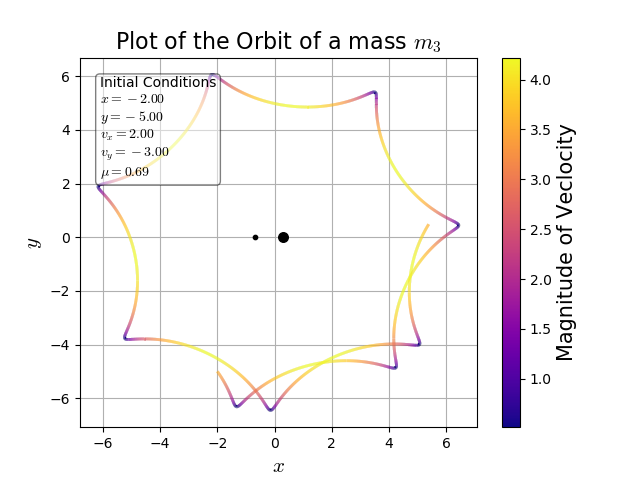 Plot of the Orbit of a mass m₃
Initial Conditions
x = −2.00
y = −5.00
vₓ = 2.00
v_y = −3.00
μ = 0.69
6
4
2
0
−2
−4
−6
y
−6
−4
−2
0
2
4
6
x
4.0
3.5
3.0
2.5
2.0
1.5
1.0
Magnitude of Veclocity